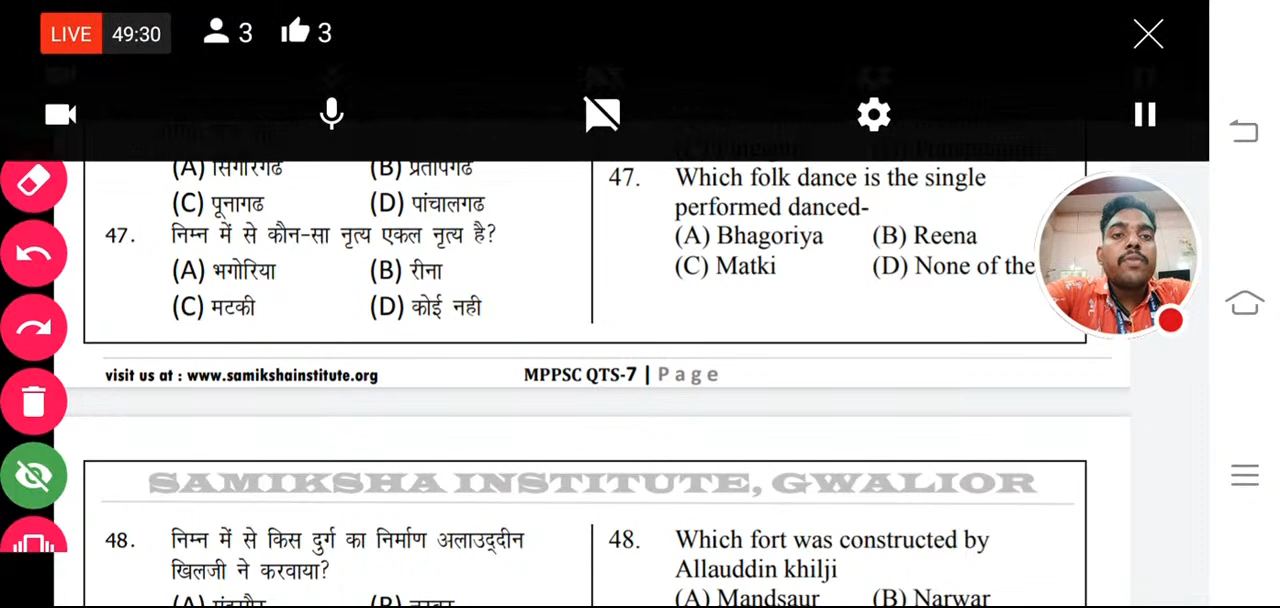 LIVE 49:30 3 3
(A) सिंगारगढ (B) प्रतापगढ
(C) पूनागढ (D) पांचालगढ
47. निम्न में से कौन-सा नृत्य एकल नृत्य है?
(A) भगोरिया (B) रीना
(C) मटकी (D) कोई नही
47. Which folk dance is the single
performed danced-
(A) Bhagoriya (B) Reena
(C) Matki (D) None of the
visit us at : www.samikshainstitute.org MPPSC QTS-7 | Page
SAMIKSHA INSTITUTE, GWALIOR
48. निम्न में से किस दुर्ग का निर्माण अलाउद्दीन
खिलजी ने करवाया?
(A) मंदसौर (B) नरवर
48. Which fort was constructed by
Allauddin khilji
(A) Mandsaur (B) Narwar